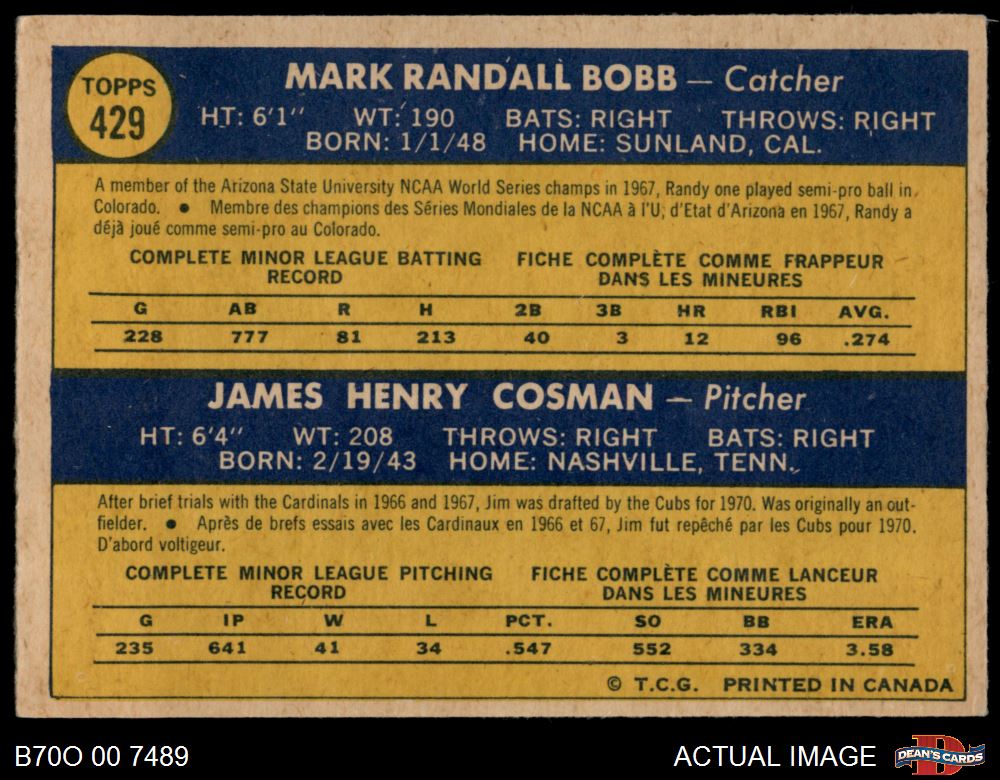 TOPPS
429
MARK RANDALL BOBB — Catcher
HT: 6'1" WT: 190 BATS: RIGHT THROWS: RIGHT
BORN: 1/1/48 HOME: SUNLAND, CAL.
A member of the Arizona State University NCAA World Series champs in 1967, Randy one played semi-pro ball in
Colorado. ● Membre des champions des Séries Mondiales de la NCAA à l'U, d'Etat d'Arizona en 1967, Randy a
déjà joué comme semi-pro au Colorado.
COMPLETE MINOR LEAGUE BATTING FICHE COMPLÈTE COMME FRAPPEUR
RECORD DANS LES MINEURES
G AB R H 2B 3B HR RBI AVG.
228 777 81 213 40 3 12 96 .274
JAMES HENRY COSMAN — Pitcher
HT: 6'4" WT: 208 THROWS: RIGHT BATS: RIGHT
BORN: 2/19/43 HOME: NASHVILLE, TENN.
After brief trials with the Cardinals in 1966 and 1967, Jim was drafted by the Cubs for 1970. Was originally an out-
fielder. ● Après de brefs essais avec les Cardinaux en 1966 et 67, Jim fut repêché par les Cubs pour 1970.
D'abord voltigeur.
COMPLETE MINOR LEAGUE PITCHING FICHE COMPLÈTE COMME LANCEUR
RECORD DANS LES MINEURES
G IP W L PCT. SO BB ERA
235 641 41 34 .547 552 334 3.58
© T.C.G. PRINTED IN CANADA
B70O 00 7489 ACTUAL IMAGE DEAN'S CARDS